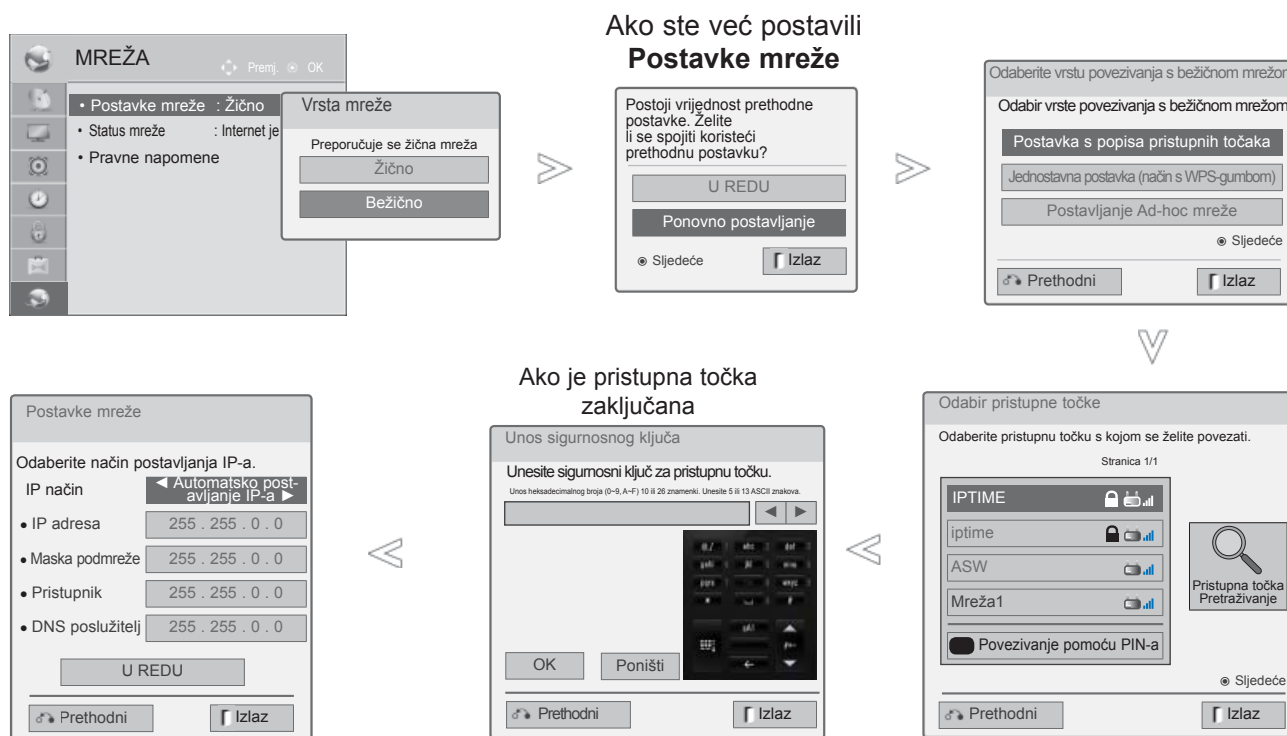 MREŽA
Premj. OK
• Postavke mreže : Žično
• Status mreže : Internet je
• Pravne napomene
Vrsta mreže
Preporučuje se žična mreža
Žično
Bežično
Ako ste već postavili
Postavke mreže
Postoji vrijednost prethodne
postavke. Želite
li se spojiti koristeći
prethodnu postavku?
U REDU
Ponovno postavljanje
Sljedeće
Izlaz
Odaberite vrstu povezivanja s bežičnom mrežom
Odabir vrste povezivanja s bežičnom mrežom
Postavka s popisa pristupnih točaka
Jednostavna postavka (način s WPS-gumbom)
Postavljanje Ad-hoc mreže
Sljedeće
Prethodni
Izlaz
Odabir pristupne točke
Odaberite pristupnu točku s kojom se želite povezati.
Stranica 1/1
IPTIME
iptime
ASW
Mreža1
Povezivanje pomoću PIN-a
Pristupna točka
Pretraživanje
Sljedeće
Prethodni
Izlaz
Ako je pristupna točka
zaključana
Unos sigurnosnog ključa
Unesite sigurnosni ključ za pristupnu točku.
Unos heksadecimalnog broja (0~9, A~F) 10 ili 26 znamenki. Unesite 5 ili 13 ASCII znakova.
OK
Poništi
Prethodni
Izlaz
Postavke mreže
Odaberite način postavljanja IP-a.
IP način
◄ Automatsko post-
avljanje IP-a ►
• IP adresa 255 . 255 . 0 . 0
• Maska podmreže 255 . 255 . 0 . 0
• Pristupnik 255 . 255 . 0 . 0
• DNS poslužitelj 255 . 255 . 0 . 0
U REDU
Prethodni
Izlaz